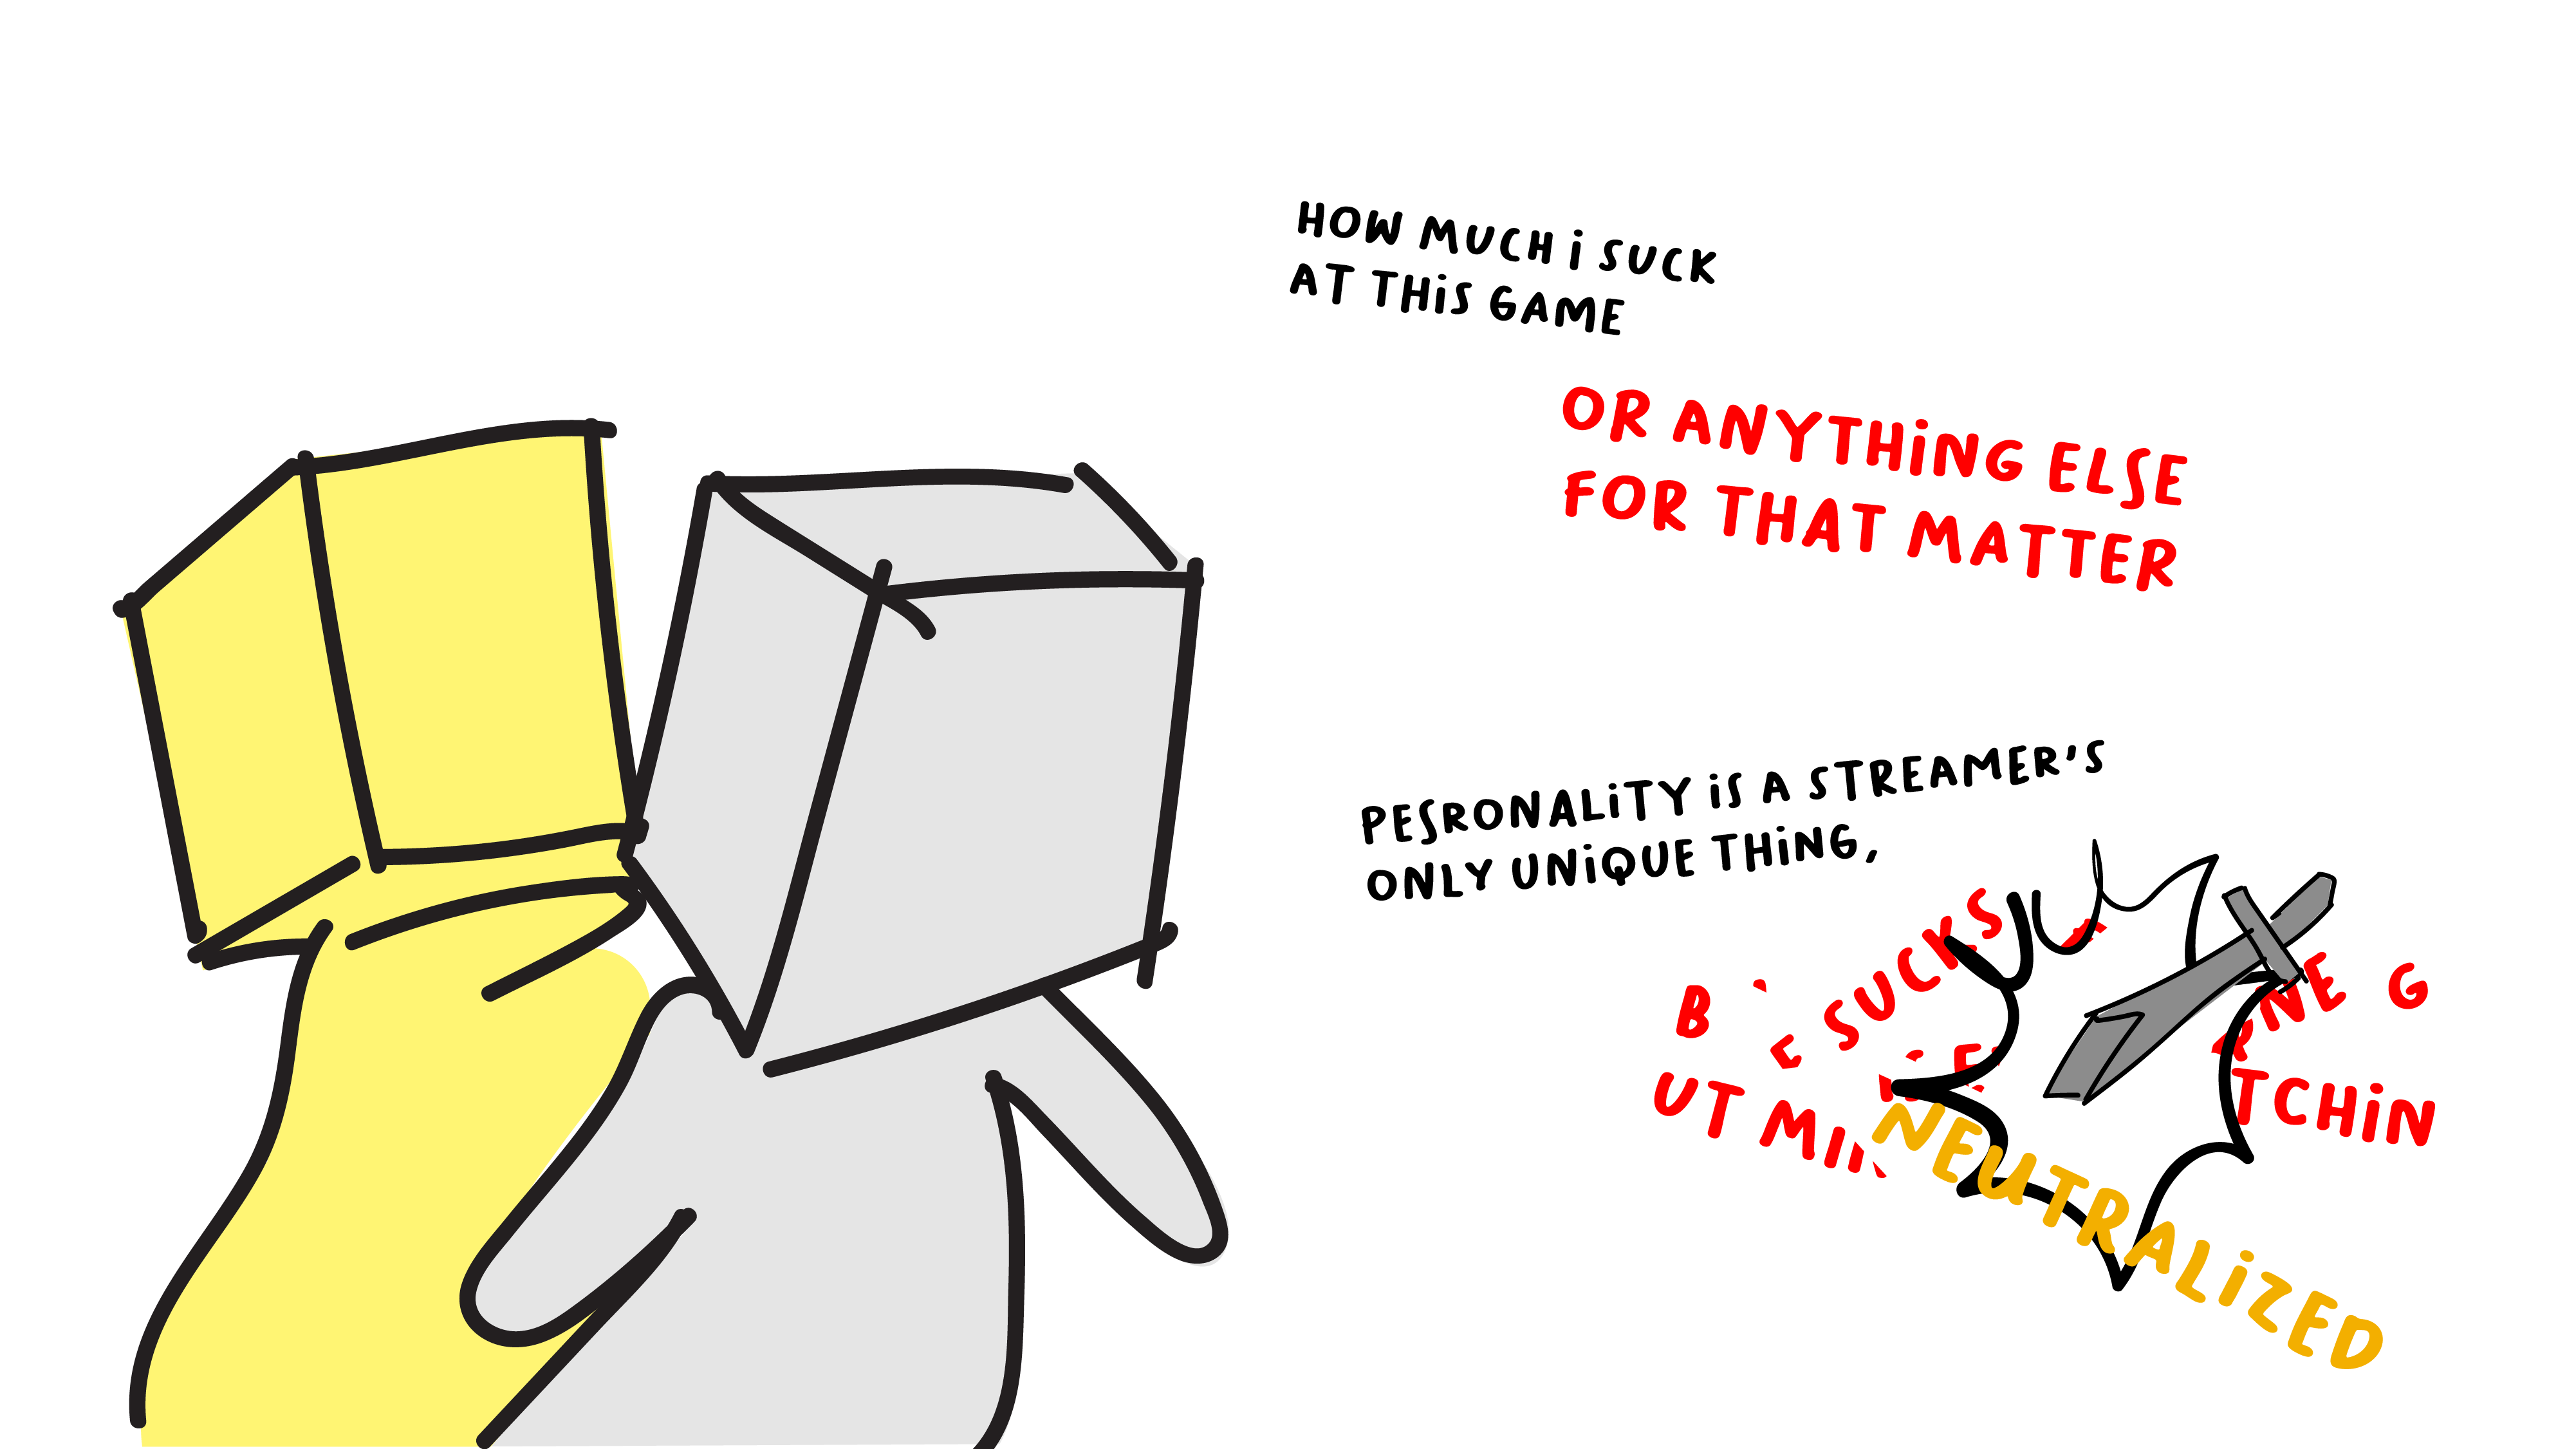 HOW MUCH i SUCK
AT THiS GAME
OR ANYTHiNG ELSE
FOR THAT MATTER
PESRONALiTY iS A STREAMER'S
ONLY UNiQUE THiNG,
SUCKS
NEUTRALiZED